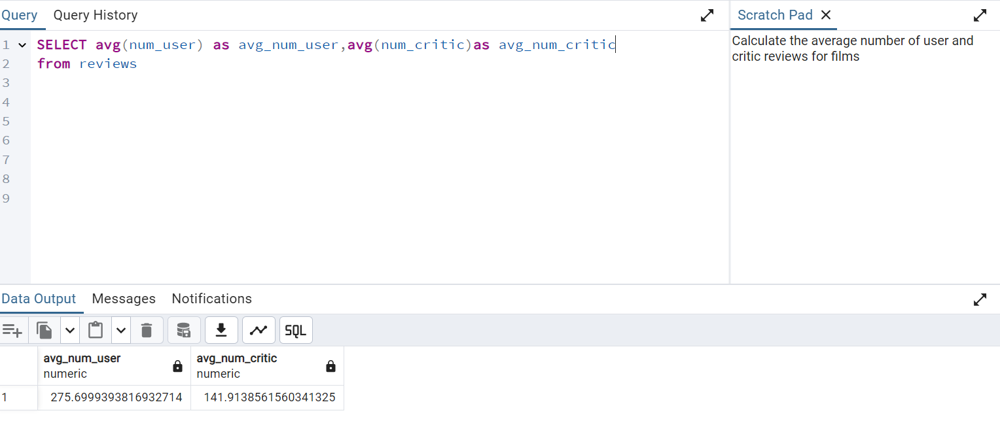 Query Query History
Scratch Pad
1 SELECT avg(num_user) as avg_num_user,avg(num_critic)as avg_num_critic
2 from reviews
3
4
5
6
7
8
9
Calculate the average number of user and
critic reviews for films
Data Output Messages Notifications
SQL
avg_num_user avg_num_critic
numeric numeric
1 275.6999393816932714 141.9138561560341325